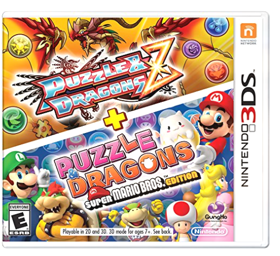 PUZZLE &
DRAGONS Z
+
PUZZLE
& DRAGONS
SUPER MARIO BROS. EDITION
Playable in 2D and 3D. 3D mode for ages 7+. See back.
EVERYONE
E
ESRB
GungHo
NINTENDO 3DS